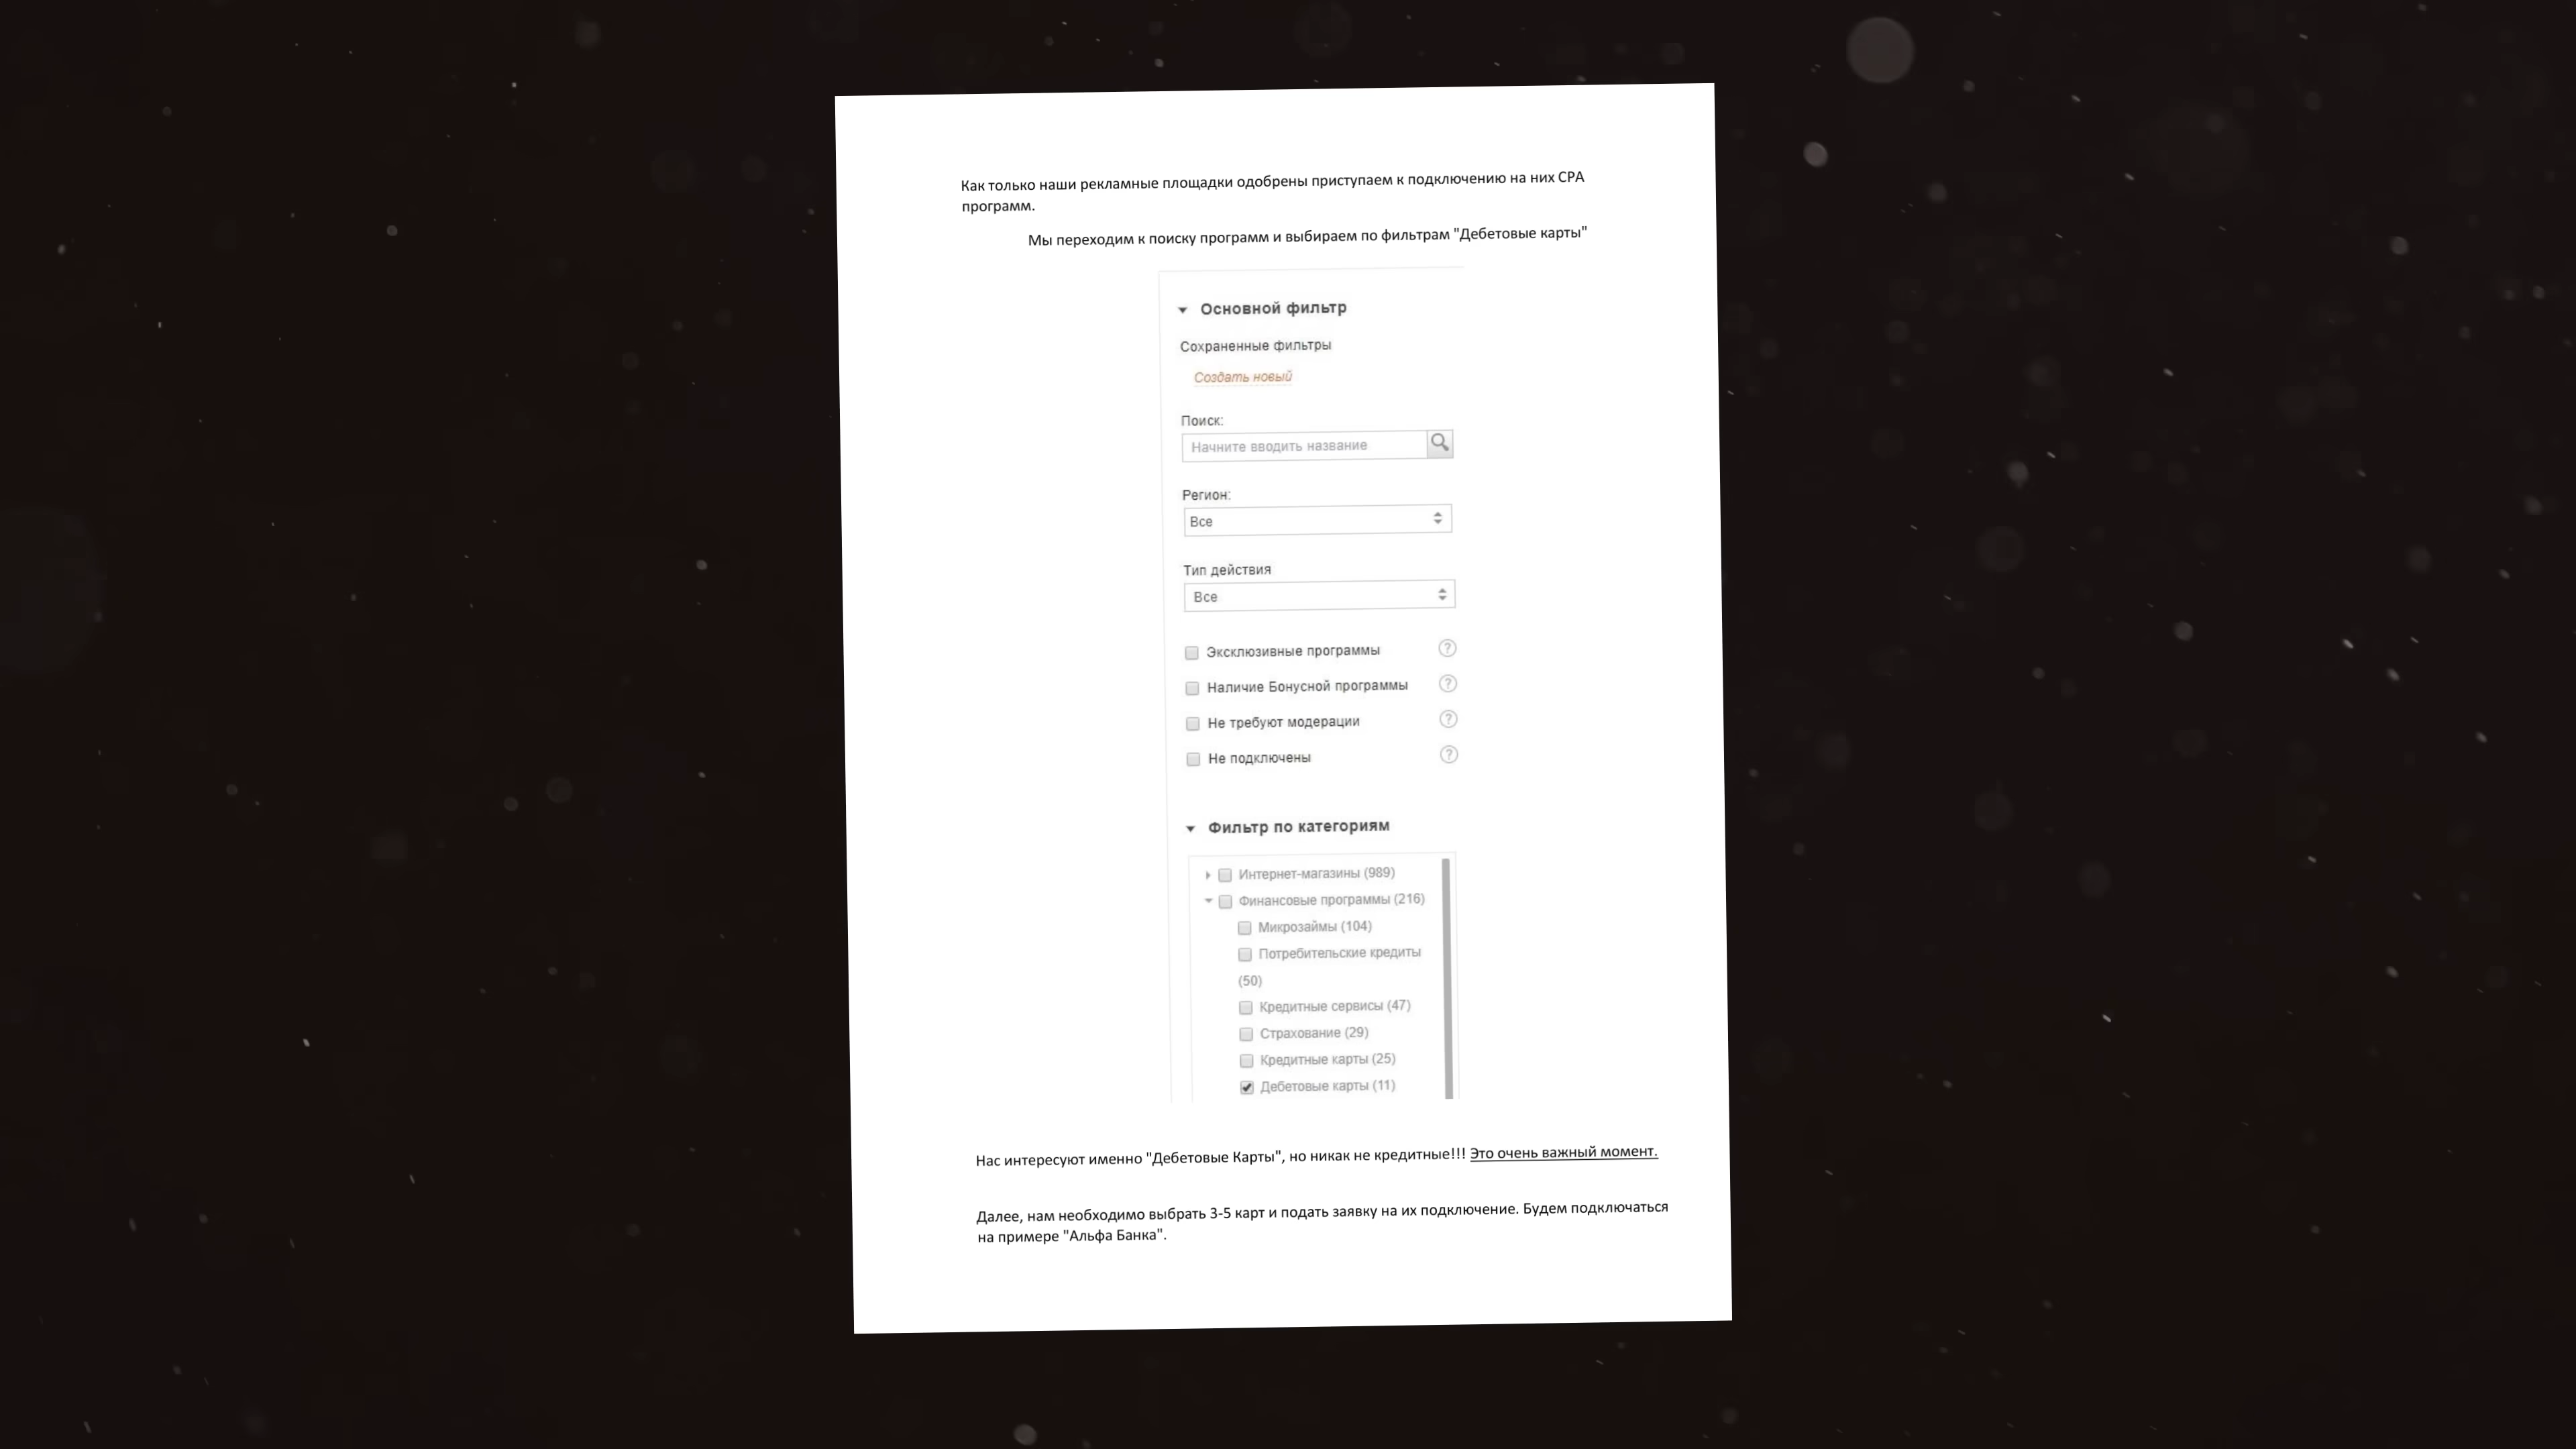 Как только наши рекламные площадки одобрены приступаем к подключению на них CPA
программ.
Мы переходим к поиску программ и выбираем по фильтрам "Дебетовые карты"
Основной фильтр
Сохраненные фильтры
Создать новый
Поиск:
Начните вводить название
Регион:
Все
Тип действия
Все
Эксклюзивные программы ?
Наличие Бонусной программы ?
Не требуют модерации ?
Не подключены ?
Фильтр по категориям
Интернет-магазины (989)
Финансовые программы (216)
Микрозаймы (104)
Потребительские кредиты
(50)
Кредитные сервисы (47)
Страхование (29)
Кредитные карты (25)
Дебетовые карты (11)
Нас интересуют именно "Дебетовые Карты", но никак не кредитные!!! Это очень важный момент.
Далее, нам необходимо выбрать 3-5 карт и подать заявку на их подключение. Будем подключаться
на примере "Альфа Банка".